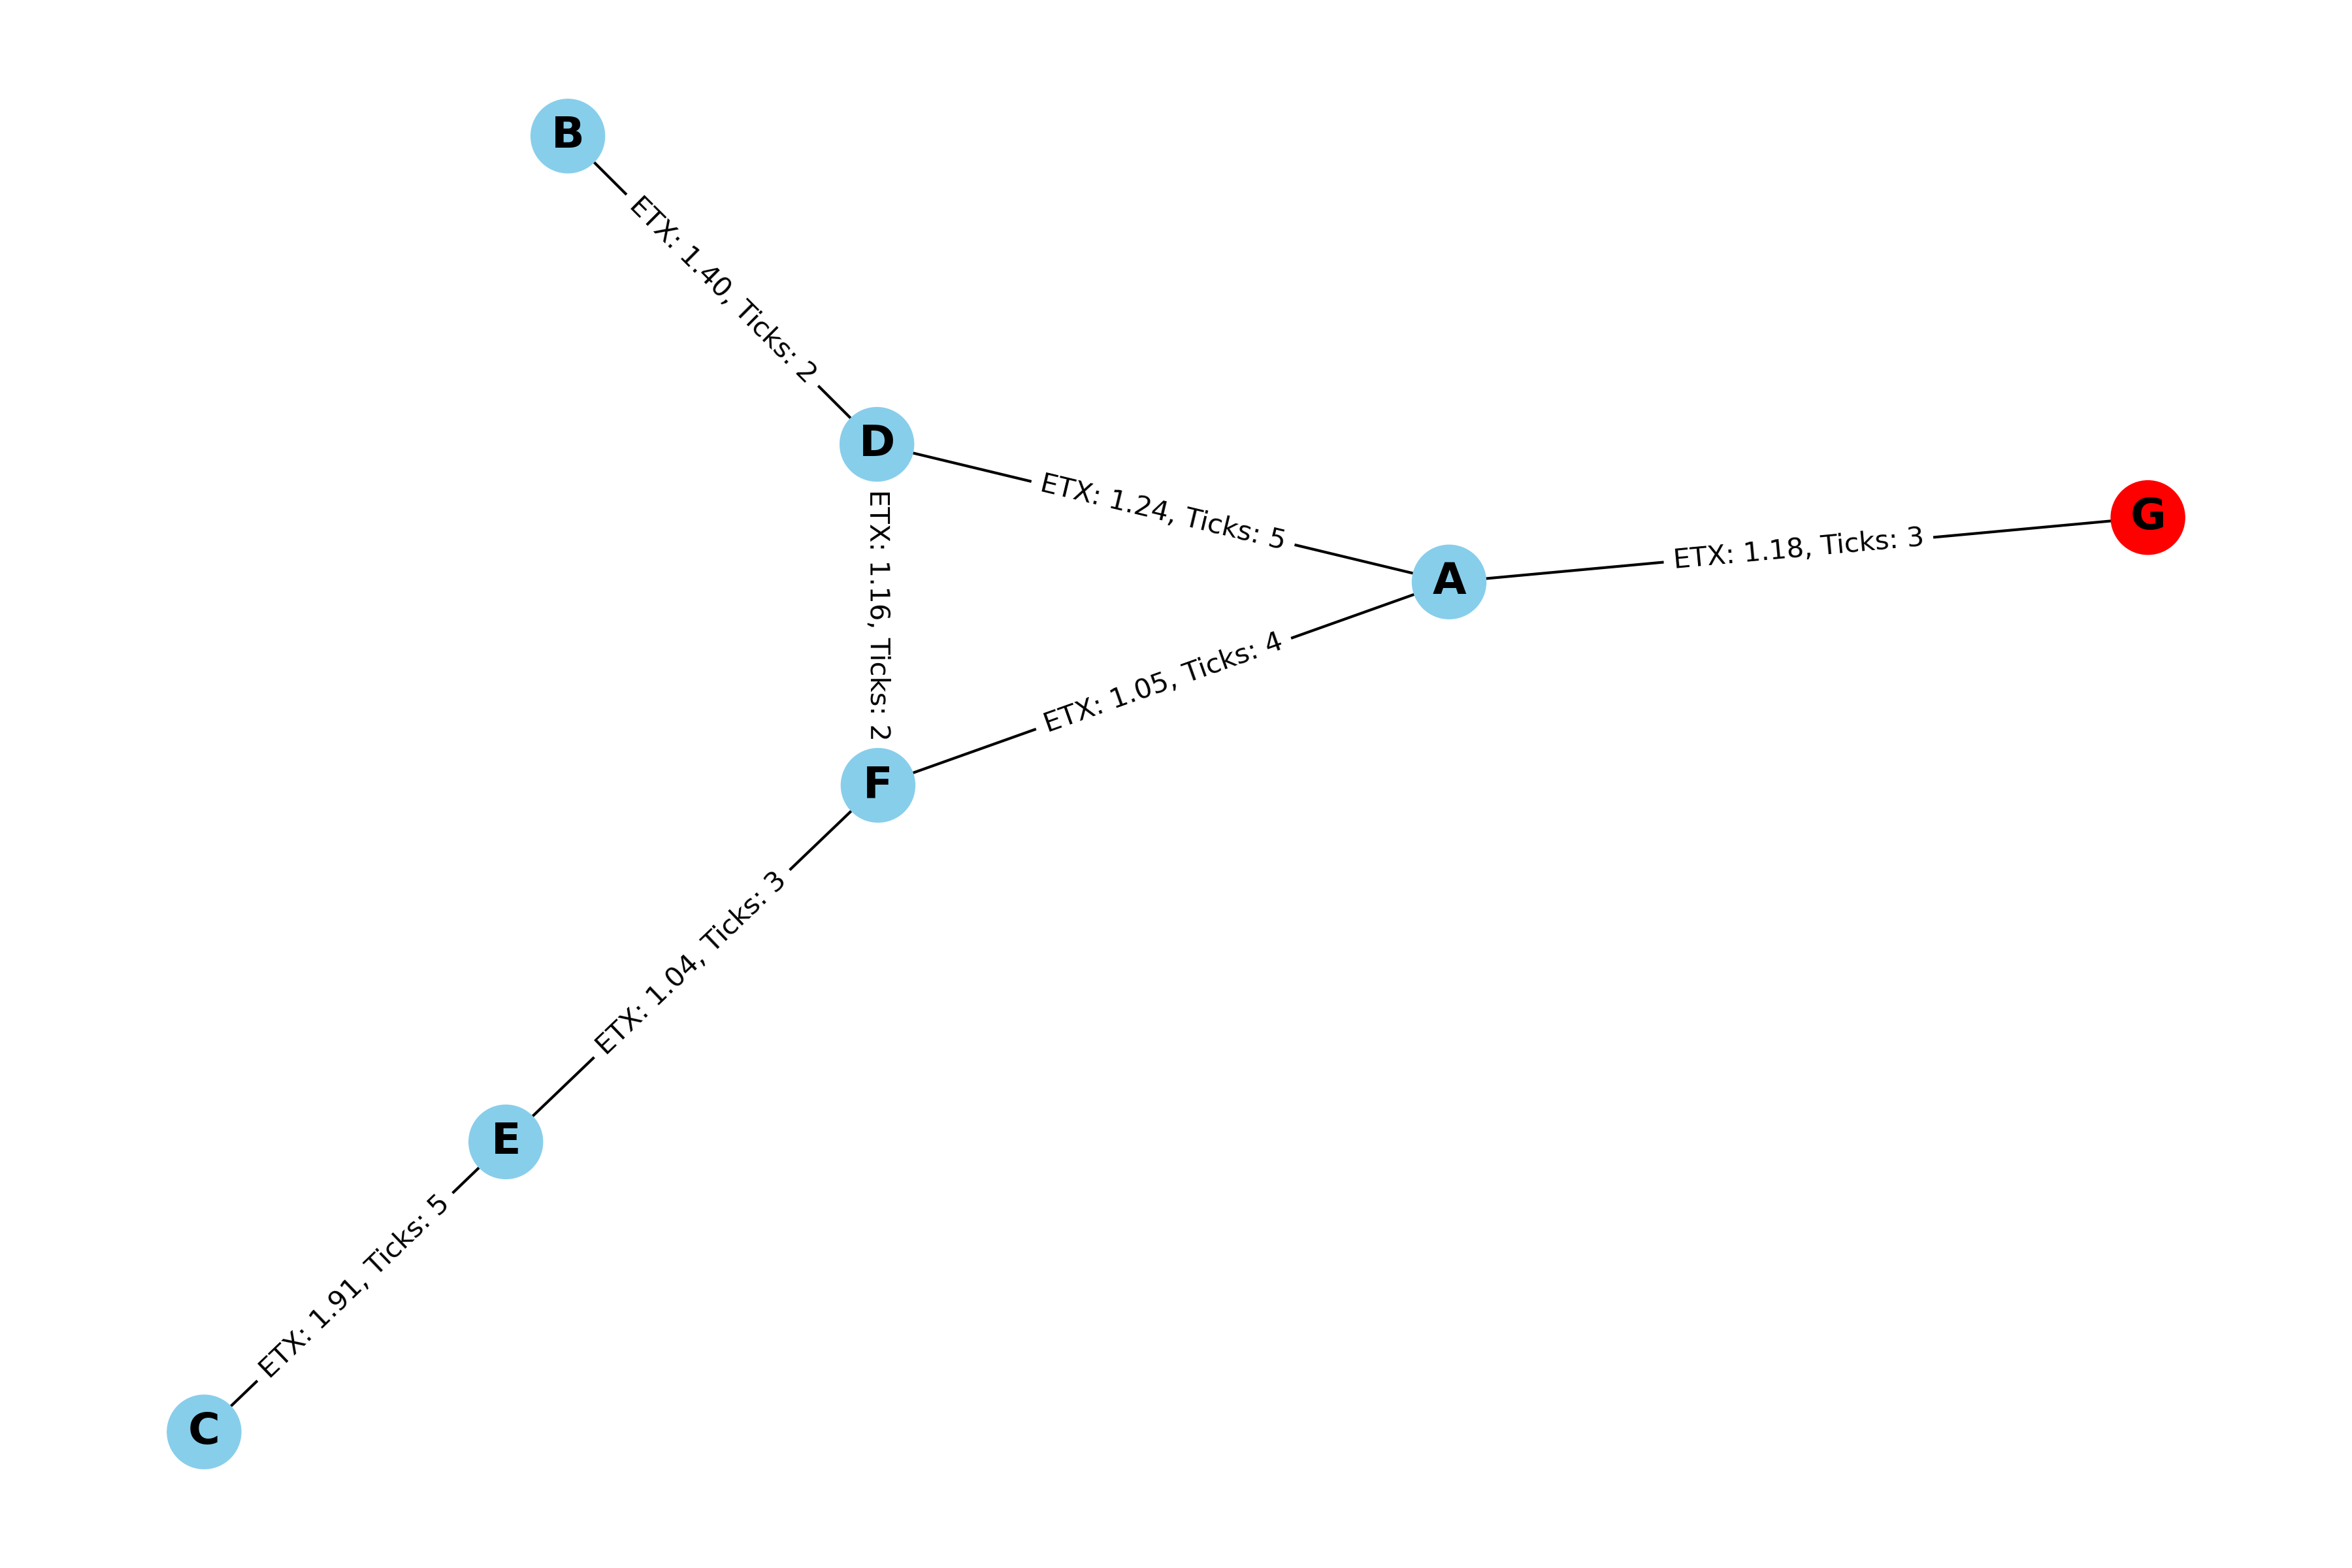 B
ETX: 1.40, Ticks: 2
D
ETX: 1.24, Ticks: 5
G
ETX: 1.18, Ticks: 3
A
ETX: 1.16, Ticks: 2
ETX: 1.05, Ticks: 4
F
ETX: 1.04, Ticks: 3
E
ETX: 1.91, Ticks: 5
C